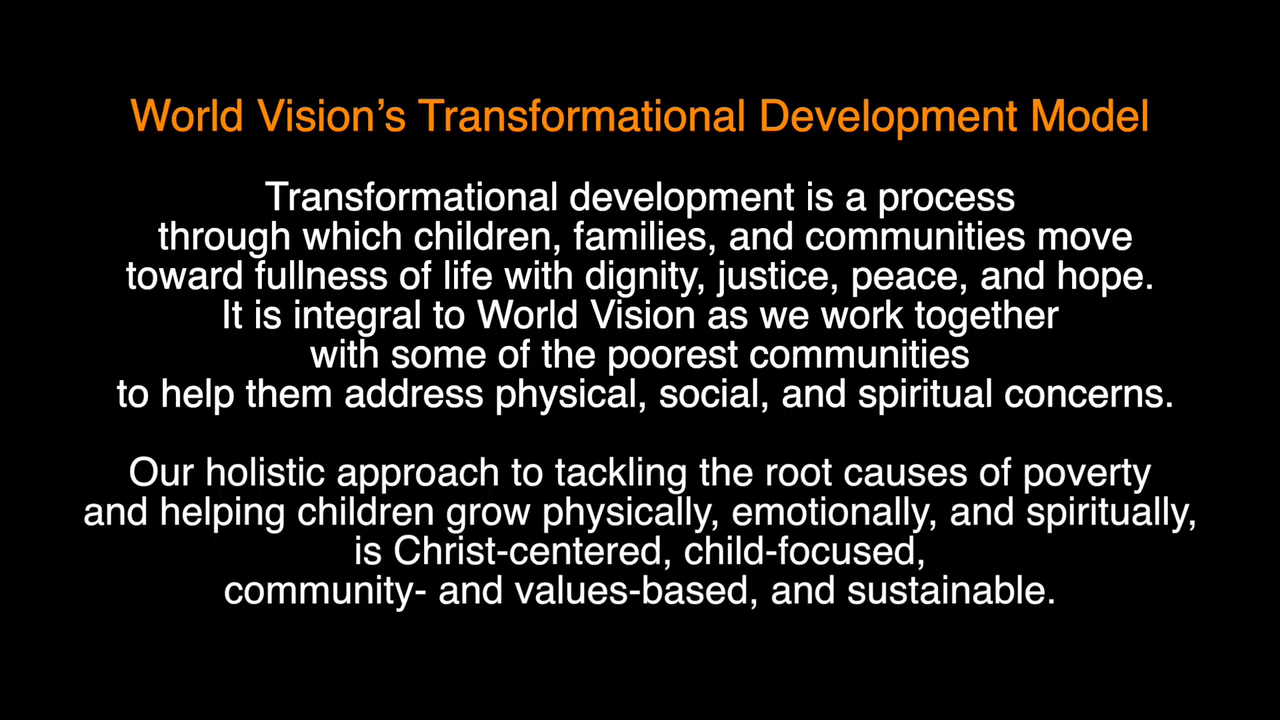 World Vision’s Transformational Development Model
Transformational development is a process
through which children, families, and communities move
toward fullness of life with dignity, justice, peace, and hope.
It is integral to World Vision as we work together
with some of the poorest communities
to help them address physical, social, and spiritual concerns.
Our holistic approach to tackling the root causes of poverty
and helping children grow physically, emotionally, and spiritually,
is Christ-centered, child-focused,
community- and values-based, and sustainable.